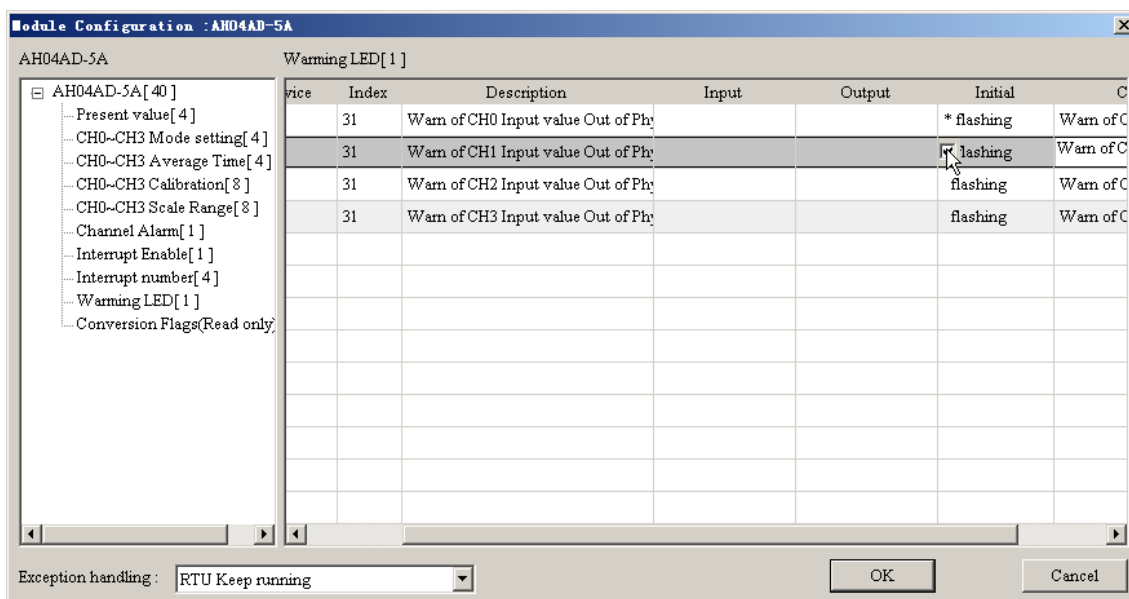 Module Configuration :AH04AD-5A
AH04AD-5A
Warming LED[1]
AH04AD-5A[40]
Present value[4]
CH0~CH3 Mode setting[4]
CH0~CH3 Average Time[4]
CH0~CH3 Calibration[8]
CH0~CH3 Scale Range[8]
Channel Alarm[1]
Interrupt Enable[1]
Interrupt number[4]
Warming LED[1]
Conversion Flags(Read only)
vice Index Description Input Output Initial C
31 Warn of CH0 Input value Out of Phy * flashing Warn of C
31 Warn of CH1 Input value Out of Phy lashing Warn of C
31 Warn of CH2 Input value Out of Phy flashing Warn of C
31 Warn of CH3 Input value Out of Phy flashing Warn of C
Exception handling : RTU Keep running OK Cancel